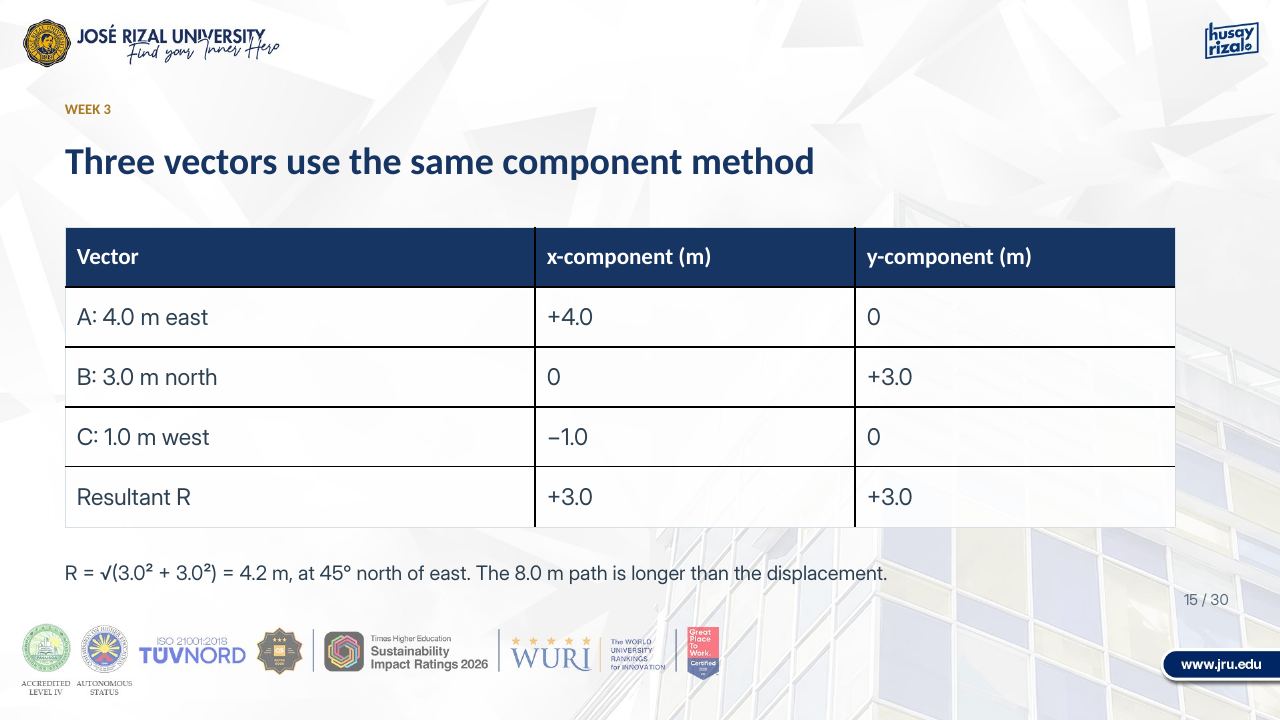 JOSÉ RIZAL UNIVERSITY
Find your Inner Hero
husay
rizal
WEEK 3
Three vectors use the same component method
Vector x-component (m) y-component (m)
A: 4.0 m east +4.0 0
B: 3.0 m north 0 +3.0
C: 1.0 m west −1.0 0
Resultant R +3.0 +3.0
R = √(3.0² + 3.0²) = 4.2 m, at 45° north of east. The 8.0 m path is longer than the displacement.
15 / 30
ACCREDITED
LEVEL IV
AUTONOMOUS
STATUS
ISO 21001:2018
TÜVNORD
Times Higher Education
Sustainability
Impact Ratings 2026
WURI
The WORLD
UNIVERSITY
RANKINGS
for INNOVATION
Great
Place
To
Work.
Certified
www.jru.edu